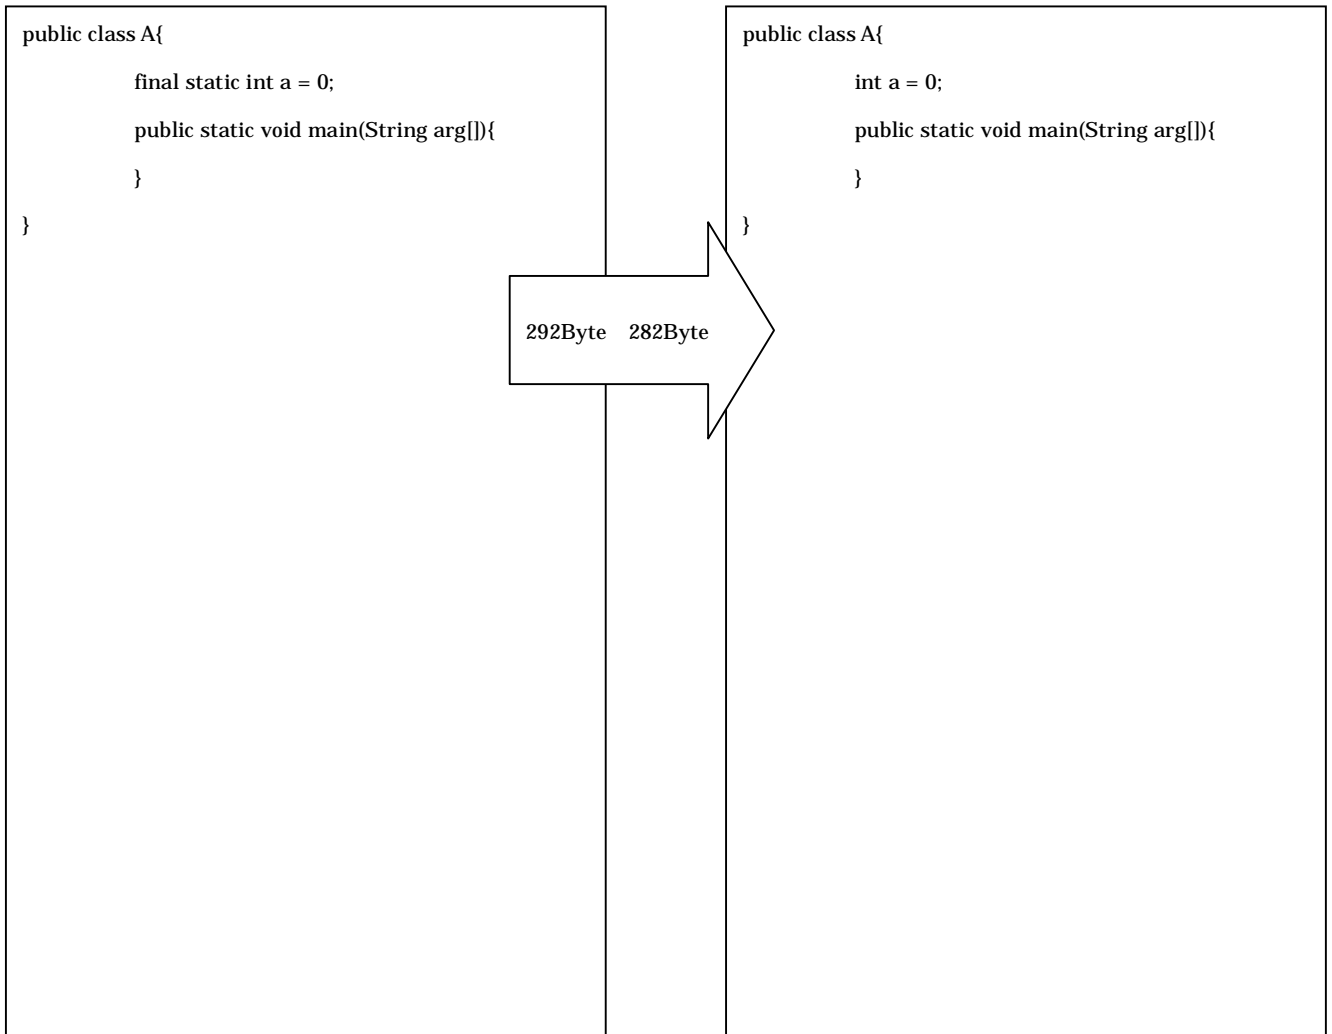 public class A{
final static int a = 0;
public static void main(String arg[]){
}
}
292Byte 282Byte
public class A{
int a = 0;
public static void main(String arg[]){
}
}